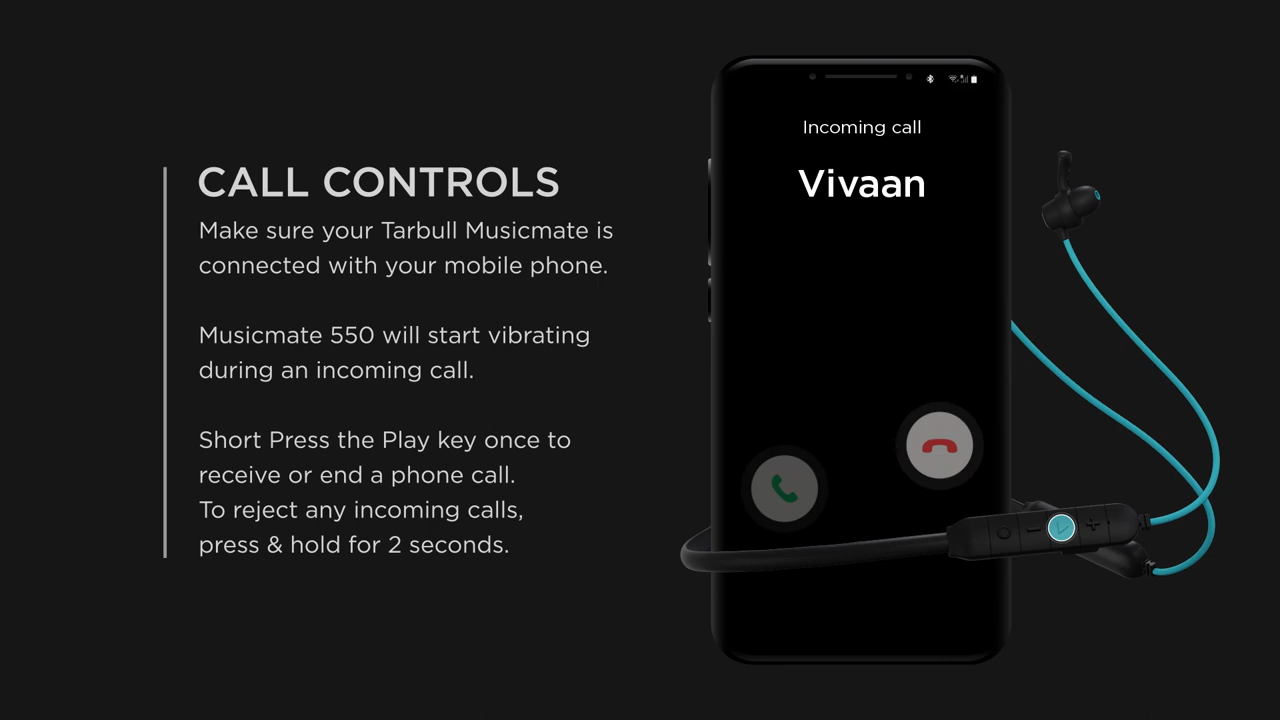 CALL CONTROLS
Make sure your Tarbull Musicmate is
connected with your mobile phone.
Musicmate 550 will start vibrating
during an incoming call.
Short Press the Play key once to
receive or end a phone call.
To reject any incoming calls,
press & hold for 2 seconds.
Incoming call
Vivaan